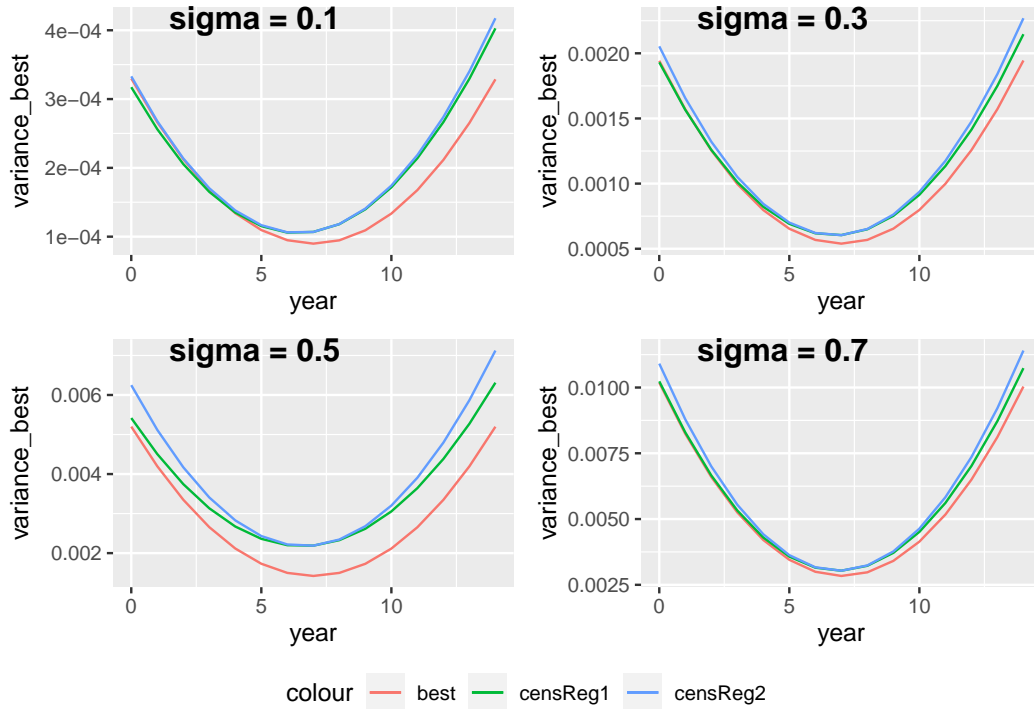 sigma = 0.1
variance_best
4e−04
3e−04
2e−04
1e−04
0 5 10
year
sigma = 0.3
variance_best
0.0020
0.0015
0.0010
0.0005
0 5 10
year
sigma = 0.5
variance_best
0.006
0.004
0.002
0 5 10
year
sigma = 0.7
variance_best
0.0100
0.0075
0.0050
0.0025
0 5 10
year
colour best censReg1 censReg2